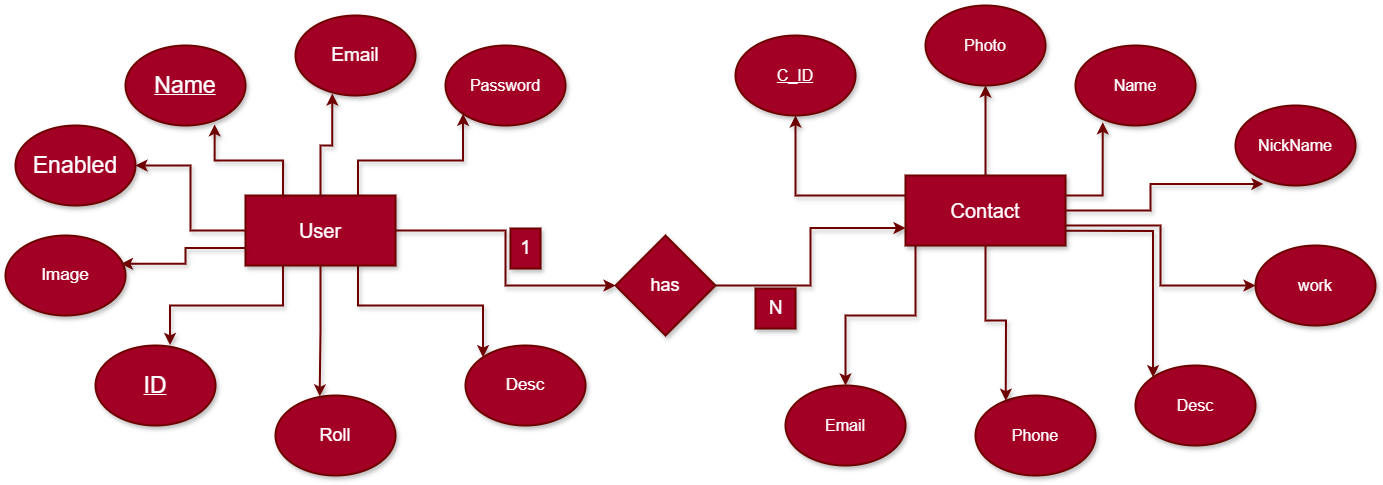 Email
Name
Password
Enabled
User
Image
ID
Roll
Desc
1
has
N
Photo
C_ID
Name
NickName
Contact
work
Email
Phone
Desc